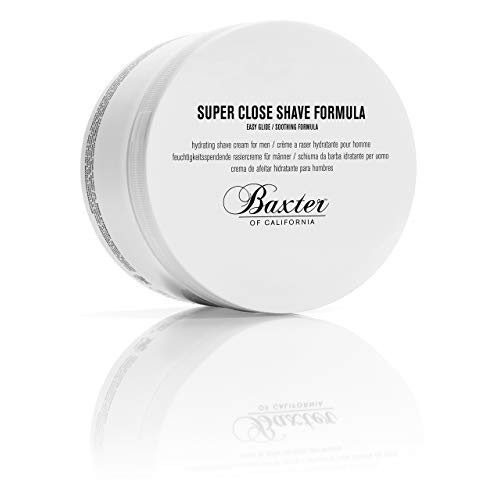 SUPER CLOSE SHAVE FORMULA
EASY GLIDE / SOOTHING FORMULA
hydrating shave cream for men / crème a raser hydratante pour homme
feuchtigkeitsspendende rasiercreme für männer / schiuma da barba idratante per uomo
crema de afeitar hidratante para hombres
Baxter
OF CALIFORNIA